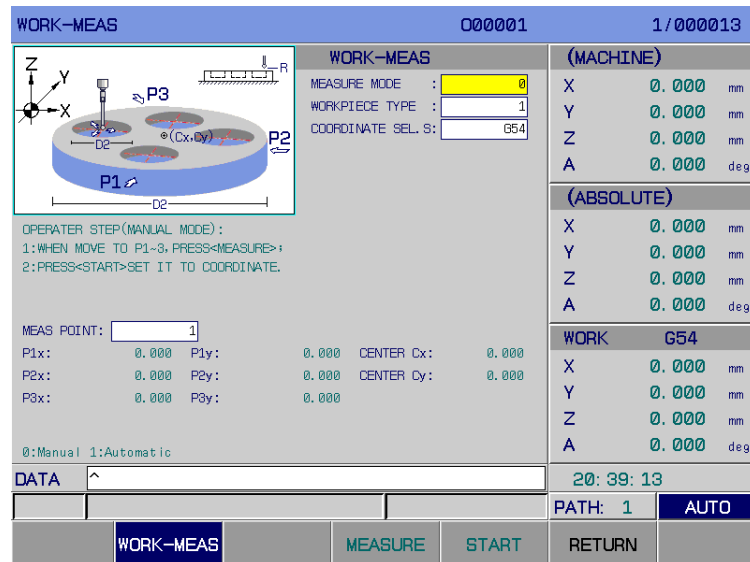 WORK-MEAS O00001 1/000013
Z
Y
X
R
P3
D2
(Cx,Cy)
P2
P1
D2
WORK-MEAS
MEASURE MODE : 0
WORKPIECE TYPE : 1
COORDINATE SEL.S: G54
OPERATER STEP(MANUAL MODE):
1:WHEN MOVE TO P1~3,PRESS<MEASURE>;
2:PRESS<START>SET IT TO COORDINATE.
MEAS POINT: 1
P1x: 0.000 P1y: 0.000 CENTER Cx: 0.000
P2x: 0.000 P2y: 0.000 CENTER Cy: 0.000
P3x: 0.000 P3y: 0.000
0:Manual 1:Automatic
(MACHINE)
X 0.000 mm
Y 0.000 mm
Z 0.000 mm
A 0.000 deg
(ABSOLUTE)
X 0.000 mm
Y 0.000 mm
Z 0.000 mm
A 0.000 deg
WORK G54
X 0.000 mm
Y 0.000 mm
Z 0.000 mm
A 0.000 deg
DATA ^
20:39:13
PATH: 1 AUTO
WORK-MEAS MEASURE START RETURN